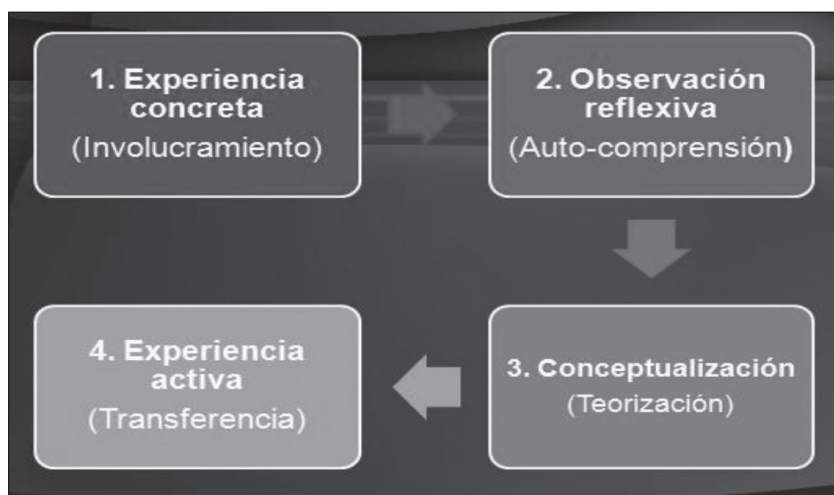 1. Experiencia
concreta
(Involucramiento)
2. Observación
reflexiva
(Auto-comprensión)
3. Conceptualización
(Teorización)
4. Experiencia
activa
(Transferencia)